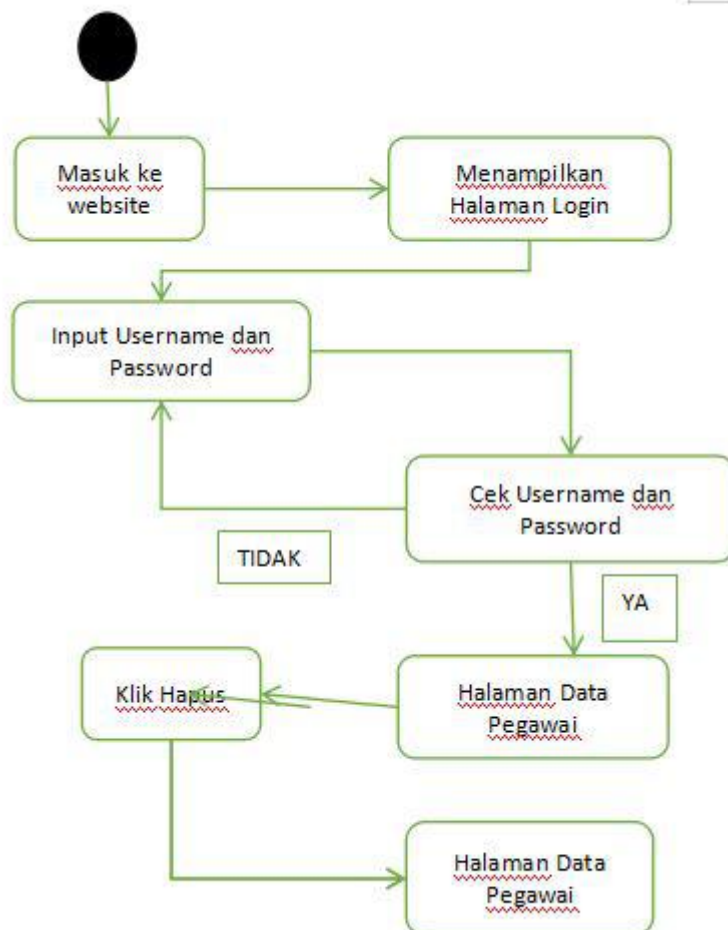 Masuk ke
website
Menampilkan
Halaman Login
Input Username dan
Password
Cek Username dan
Password
TIDAK
YA
Klik Hapus
Halaman Data
Pegawai
Halaman Data
Pegawai